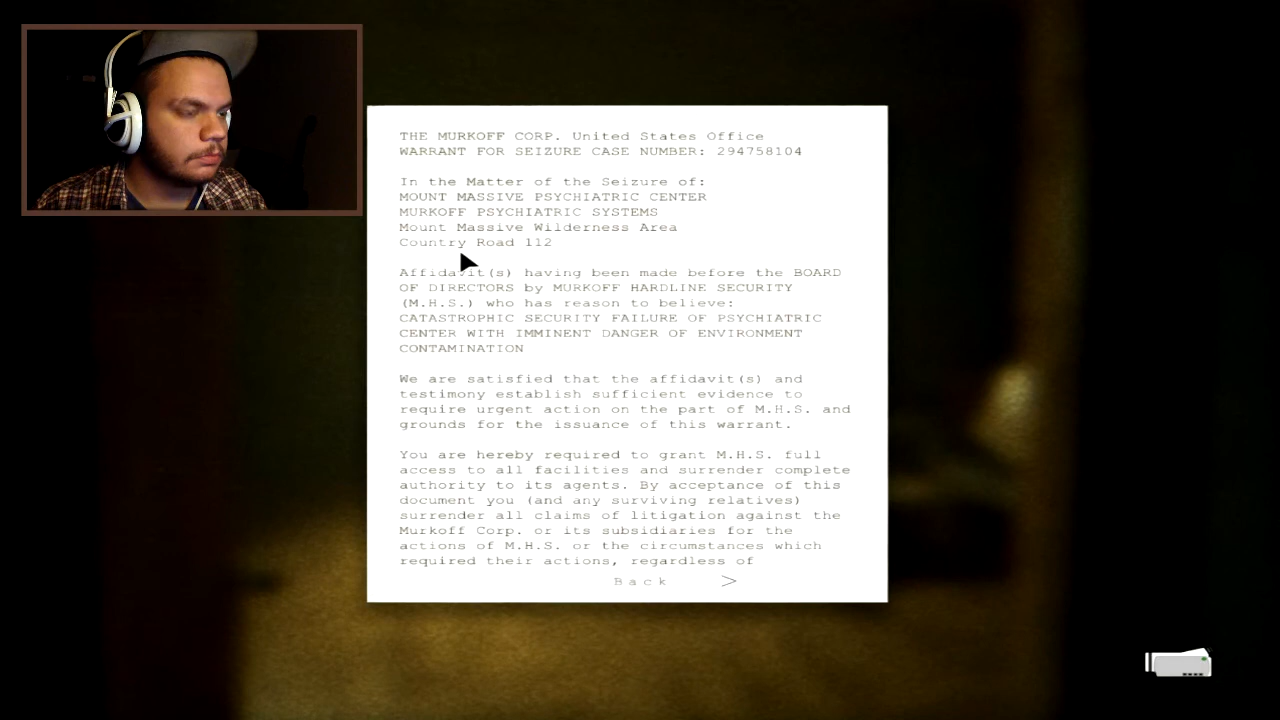 THE MURKOFF CORP. United States Office
WARRANT FOR SEIZURE CASE NUMBER: 294758104
In the Matter of the Seizure of:
MOUNT MASSIVE PSYCHIATRIC CENTER
MURKOFF PSYCHIATRIC SYSTEMS
Mount Massive Wilderness Area
Country Road 112
Affidavit(s) having been made before the BOARD
OF DIRECTORS by MURKOFF HARDLINE SECURITY
(M.H.S.) who has reason to believe:
CATASTROPHIC SECURITY FAILURE OF PSYCHIATRIC
CENTER WITH IMMINENT DANGER OF ENVIRONMENT
CONTAMINATION
We are satisfied that the affidavit(s) and
testimony establish sufficient evidence to
require urgent action on the part of M.H.S. and
grounds for the issuance of this warrant.
You are hereby required to grant M.H.S. full
access to all facilities and surrender complete
authority to its agents. By acceptance of this
document you (and any surviving relatives)
surrender all claims of litigation against the
Murkoff Corp. or its subsidiaries for the
actions of M.H.S. or the circumstances which
required their actions, regardless of
Back >